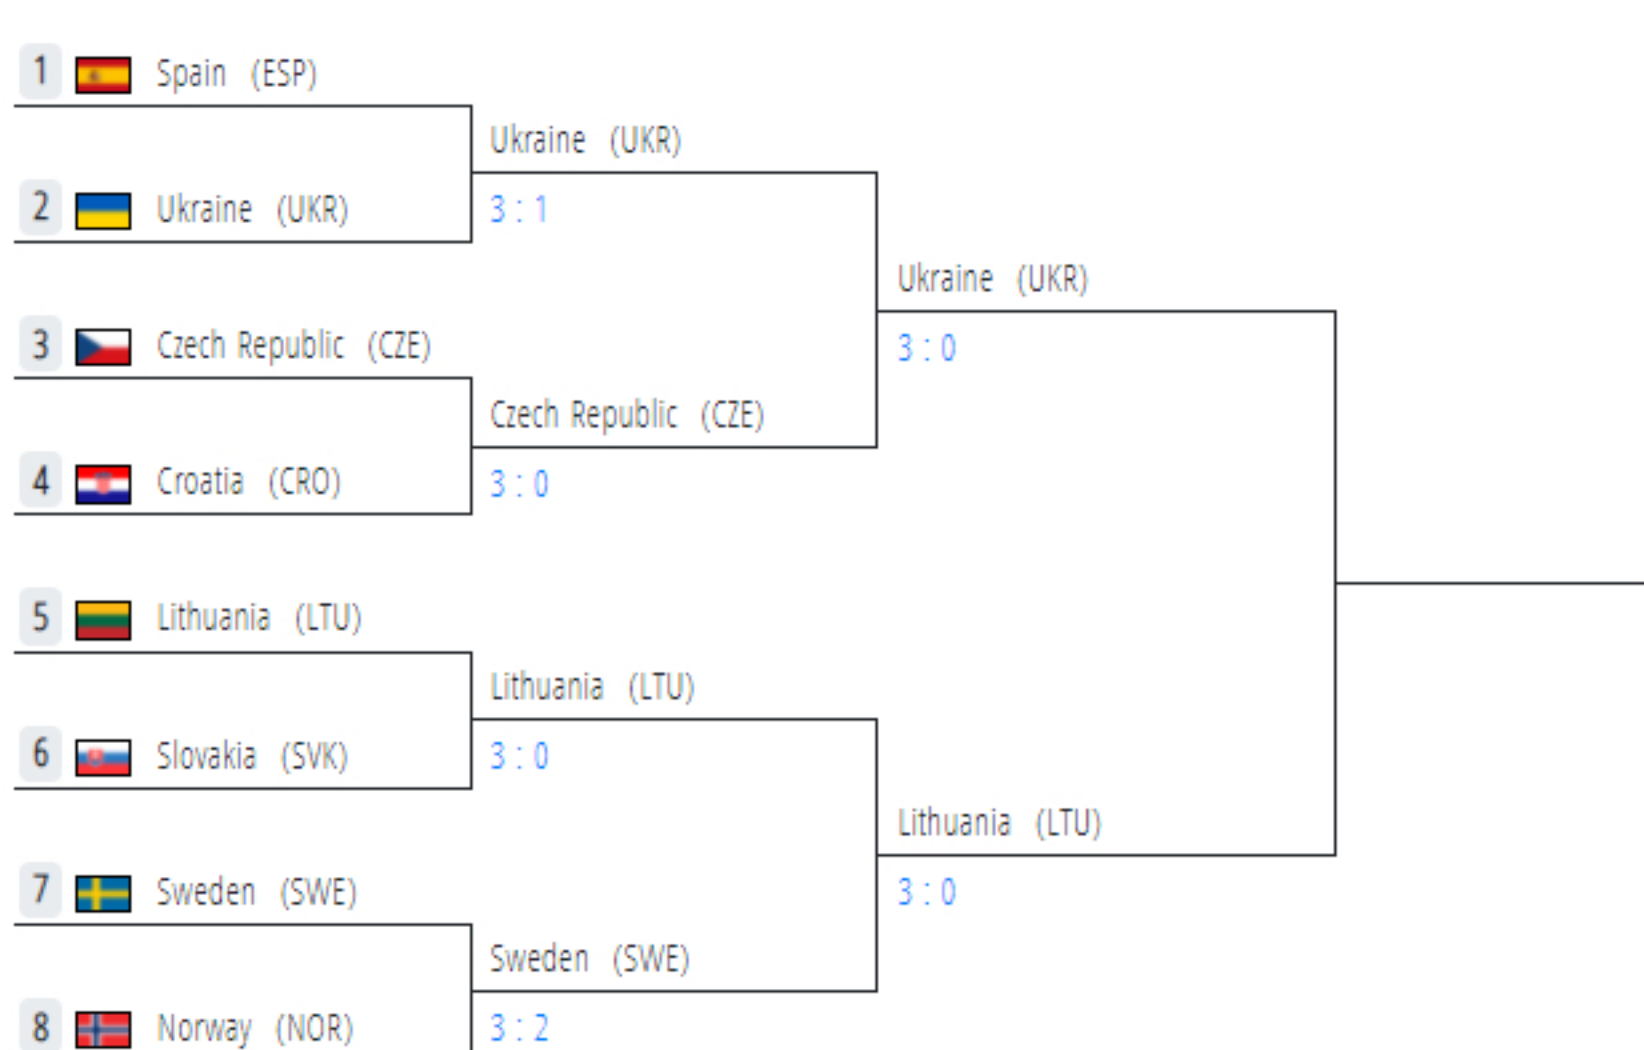 1 Spain (ESP)
Ukraine (UKR)
2 Ukraine (UKR)
3 : 1
Ukraine (UKR)
3 Czech Republic (CZE)
3 : 0
Czech Republic (CZE)
4 Croatia (CRO)
3 : 0
5 Lithuania (LTU)
Lithuania (LTU)
6 Slovakia (SVK)
3 : 0
Lithuania (LTU)
7 Sweden (SWE)
3 : 0
Sweden (SWE)
8 Norway (NOR)
3 : 2